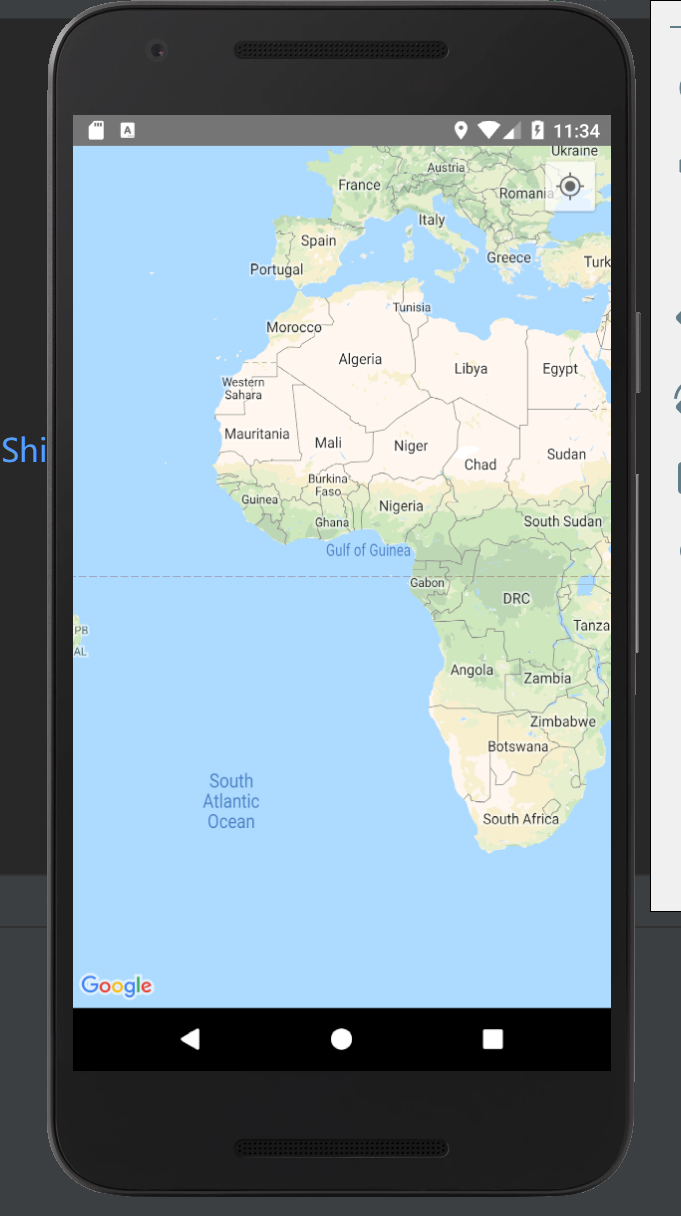 11:34
A
Ukraine
Austria
France
Romania
Italy
Spain
Greece
Portugal
Turk
Tunisia
Morocco
Algeria
Libya
Egypt
Western
Sahara
Mauritania
Mali
Niger
Chad
Sudan
Burkina
Faso
Guinea
Nigeria
Ghana
South Sudan
Gulf of Guinea
Gabon
DRC
Tanza
PB
AL
Angola
Zambia
Zimbabwe
Botswana
South
Atlantic
Ocean
South Africa
Google
Shi